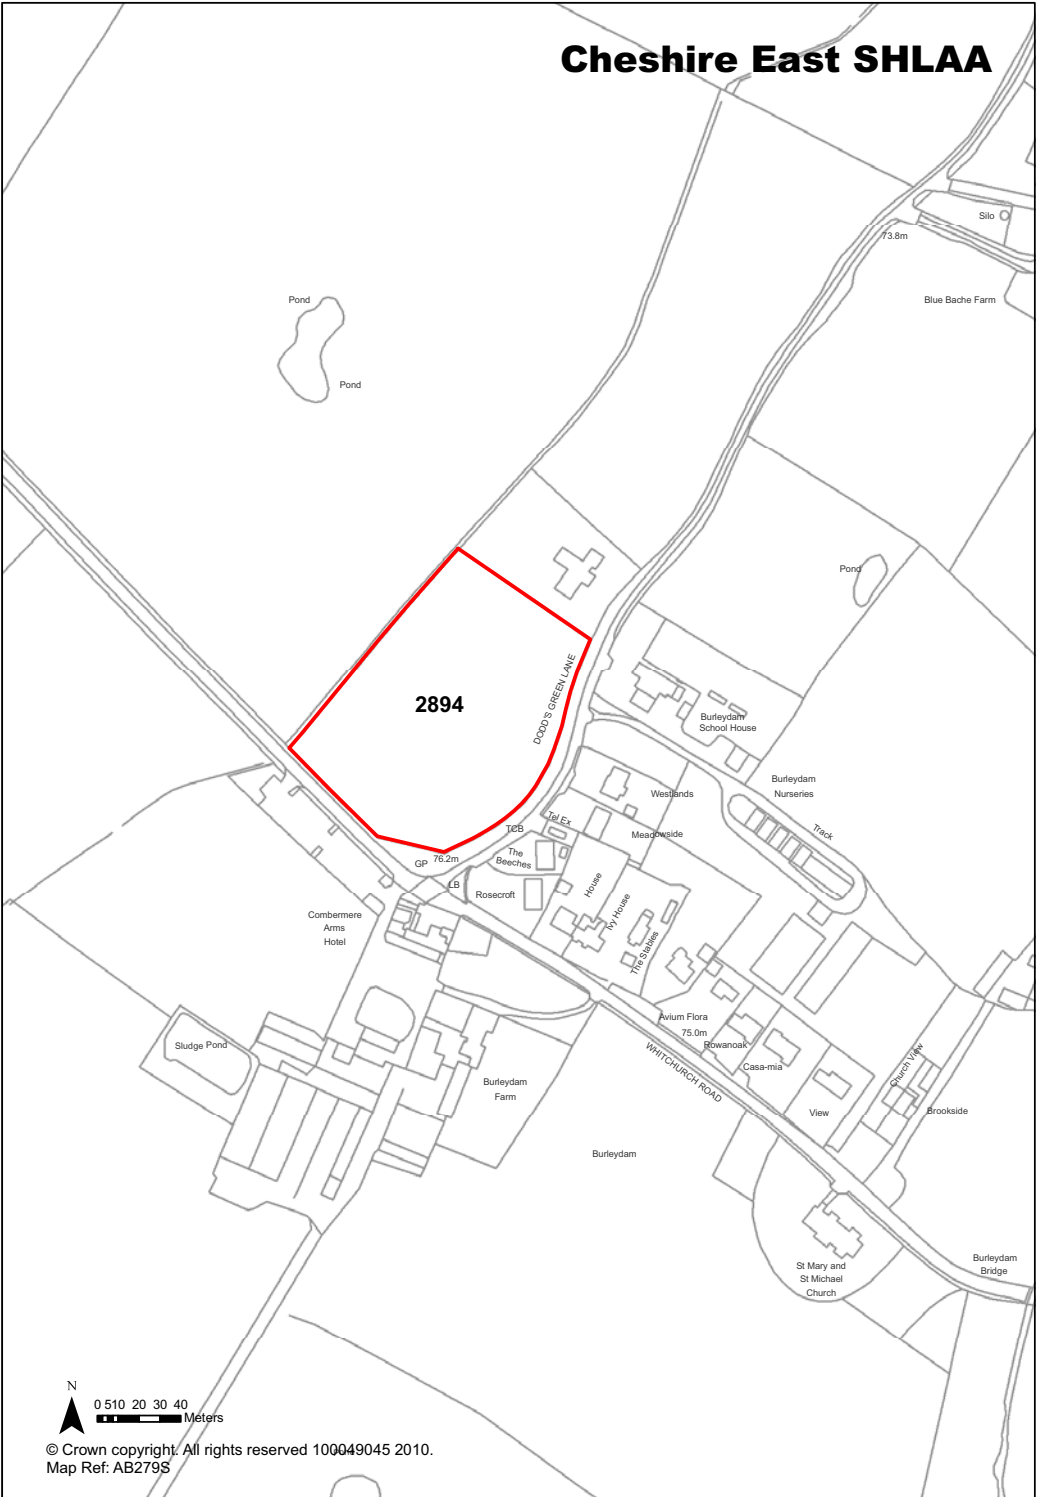 Cheshire East SHLAA
Silo
73.8m
Blue Bache Farm
Pond
Pond
Pond
2894
DODD'S GREEN LANE
Burleydam
School House
Burleydam
Nurseries
Westlands
Tel Ex
TCB
Meadowside
Track
The
Beeches
76.2m
GP
LB
Rosecroft
House
Ivy House
The Stables
Combermere
Arms
Hotel
Avium Flora
75.0m
Rowanoak
Casa-mia
Sludge Pond
WHITCHURCH ROAD
Church View
Burleydam
Farm
View
Brookside
Burleydam
St Mary and
St Michael
Church
Burleydam
Bridge
N
0 510 20 30 40
Meters
© Crown copyright. All rights reserved 100049045 2010.
Map Ref: AB279S